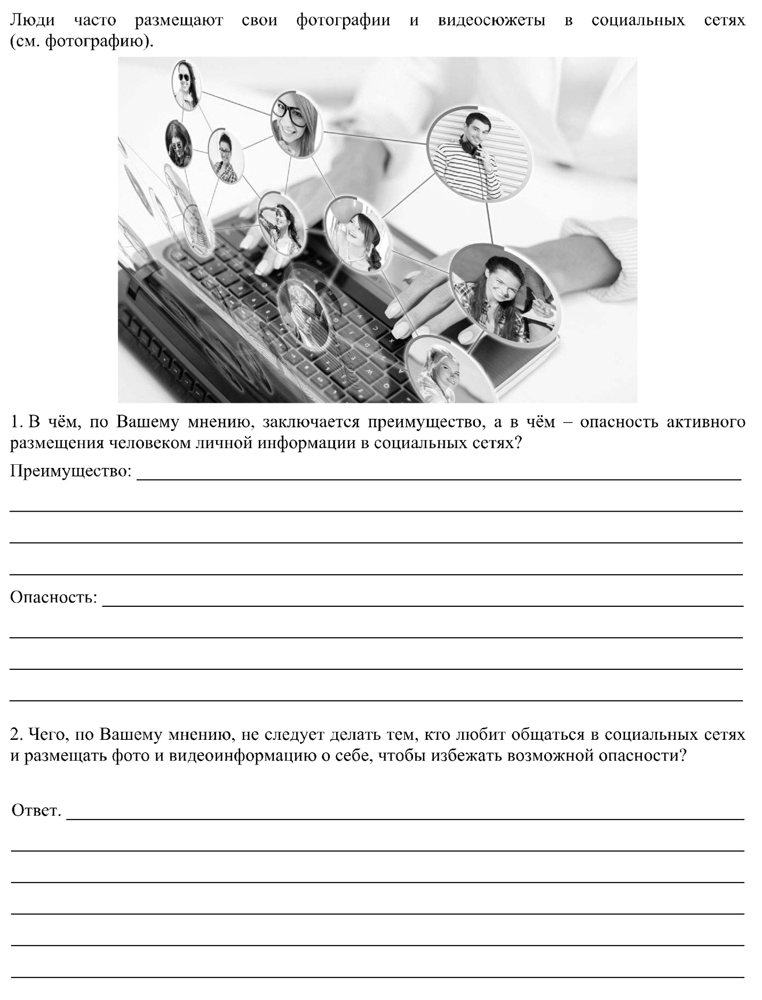 Люди часто размещают свои фотографии и видеосюжеты в социальных сетях
(см. фотографию).
1. В чём, по Вашему мнению, заключается преимущество, а в чём – опасность активного
размещения человеком личной информации в социальных сетях?
Преимущество:
Опасность:
2. Чего, по Вашему мнению, не следует делать тем, кто любит общаться в социальных сетях
и размещать фото и видеоинформацию о себе, чтобы избежать возможной опасности?
Ответ.